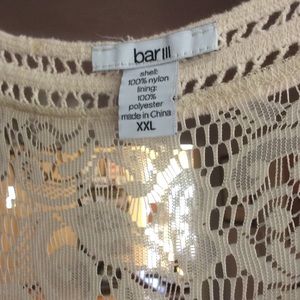 bar III
shell:
100% nylon
lining:
100%
polyester
made in China
XXL